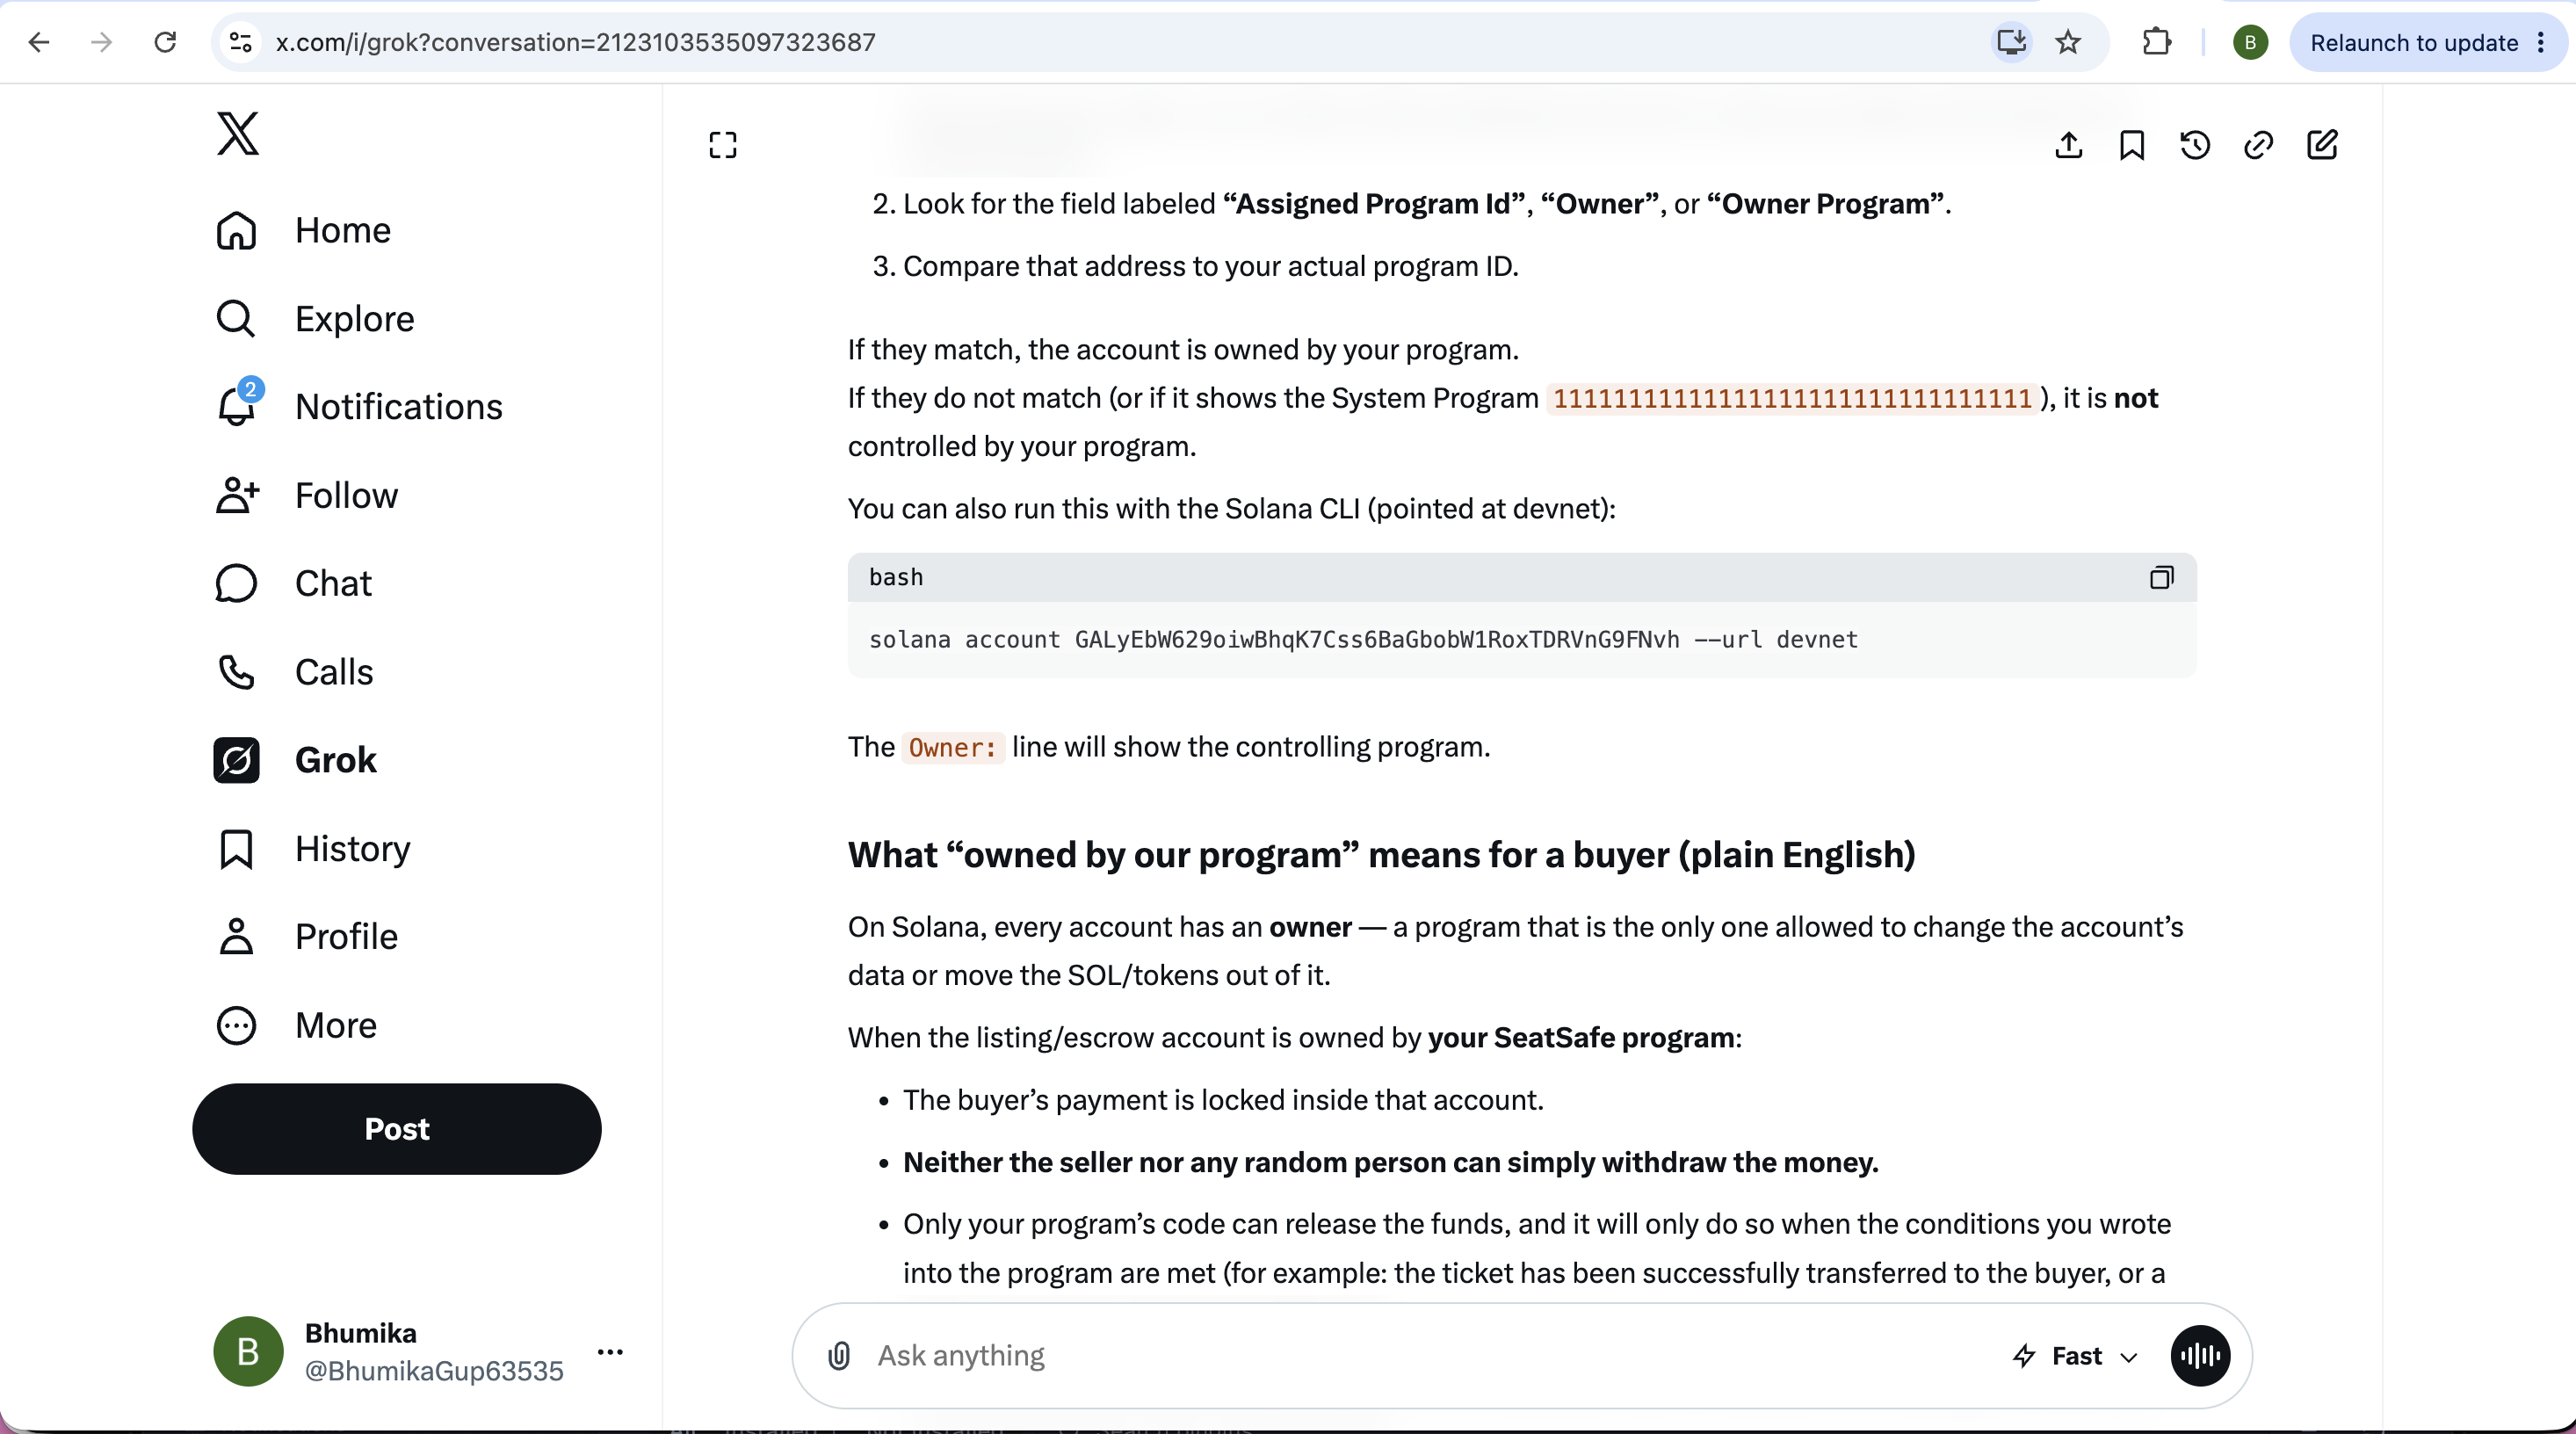 x.com/i/grok?conversation=2123103535097323687
B
Relaunch to update
Home
Explore
2
Notifications
Follow
Chat
Calls
Grok
History
Profile
More
Post
B
Bhumika
@BhumikaGup63535
2. Look for the field labeled “Assigned Program Id”, “Owner”, or “Owner Program”.
3. Compare that address to your actual program ID.
If they match, the account is owned by your program.
If they do not match (or if it shows the System Program 11111111111111111111111111111111), it is not
controlled by your program.
You can also run this with the Solana CLI (pointed at devnet):
bash
solana account GALyEbW629oiwBhqK7Css6BaGbobW1RoxTDRVnG9FNvh --url devnet
The Owner: line will show the controlling program.
What “owned by our program” means for a buyer (plain English)
On Solana, every account has an owner — a program that is the only one allowed to change the account’s
data or move the SOL/tokens out of it.
When the listing/escrow account is owned by your SeatSafe program:
• The buyer’s payment is locked inside that account.
• Neither the seller nor any random person can simply withdraw the money.
• Only your program’s code can release the funds, and it will only do so when the conditions you wrote
into the program are met (for example: the ticket has been successfully transferred to the buyer, or a
Ask anything
Fast